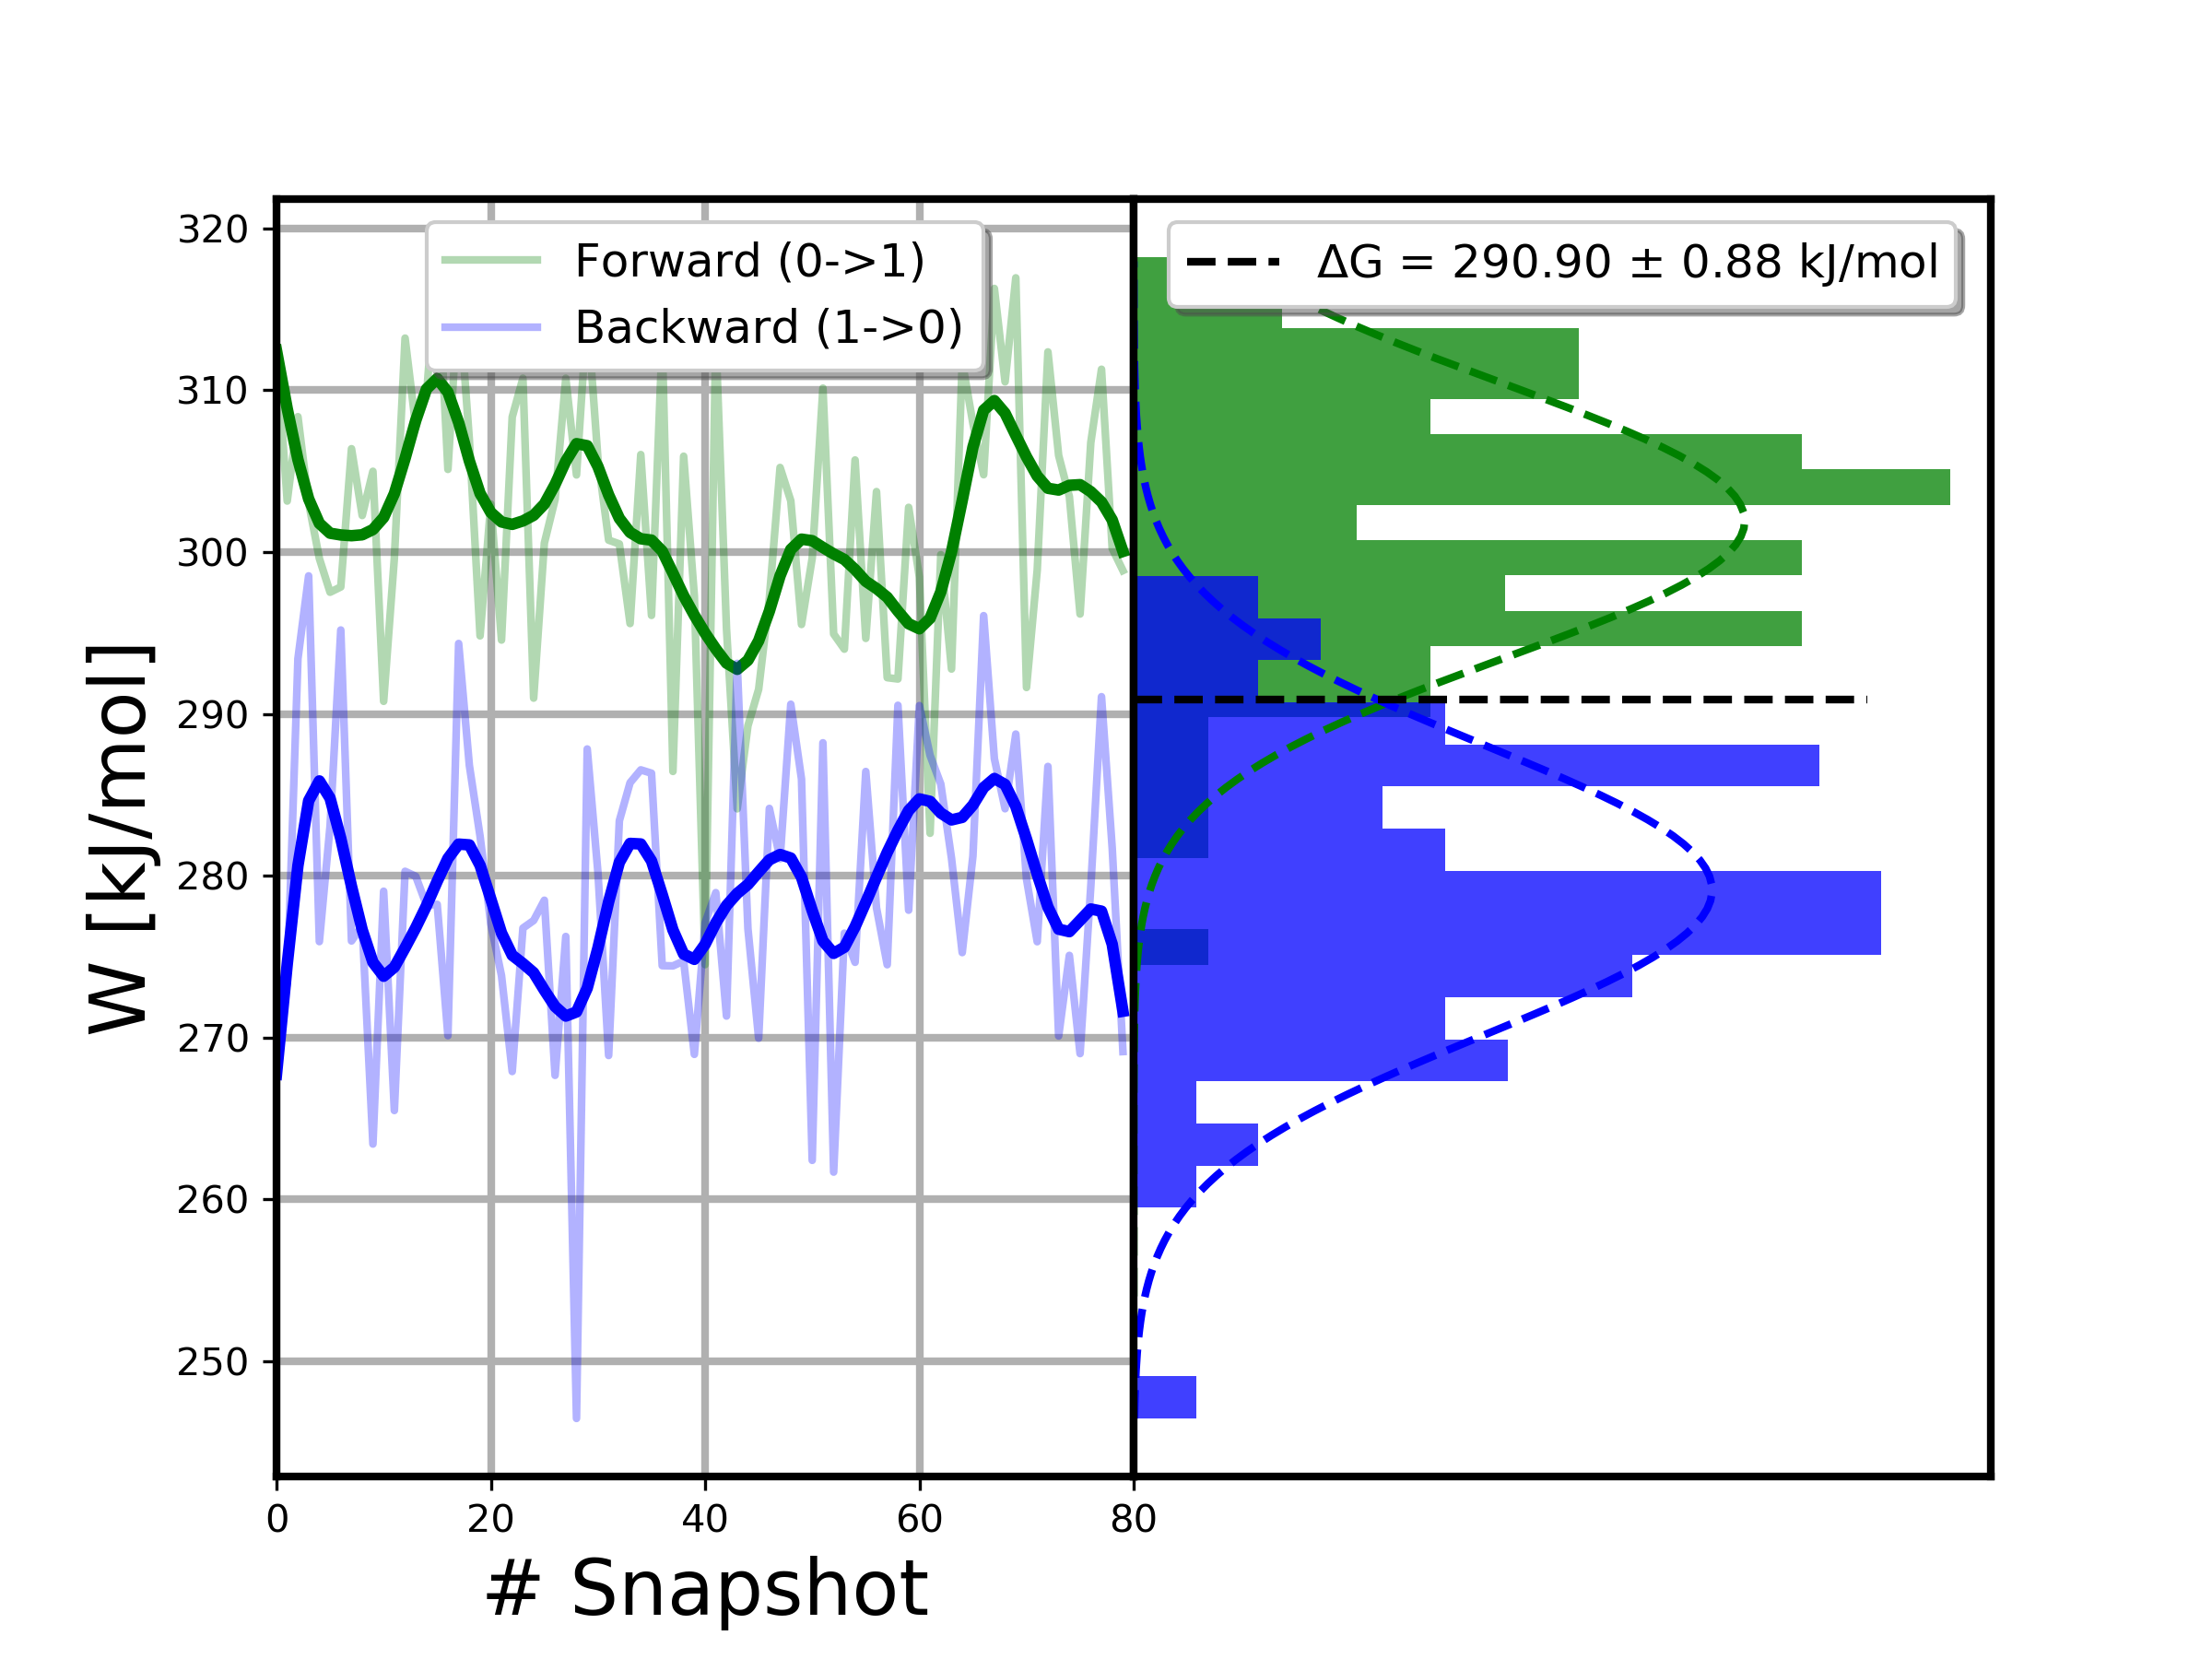 W [kJ/mol]
320
310
300
290
280
270
260
250
Forward (0->1)
Backward (1->0)
ΔG = 290.90 ± 0.88 kJ/mol
0 20 40 60 80
# Snapshot